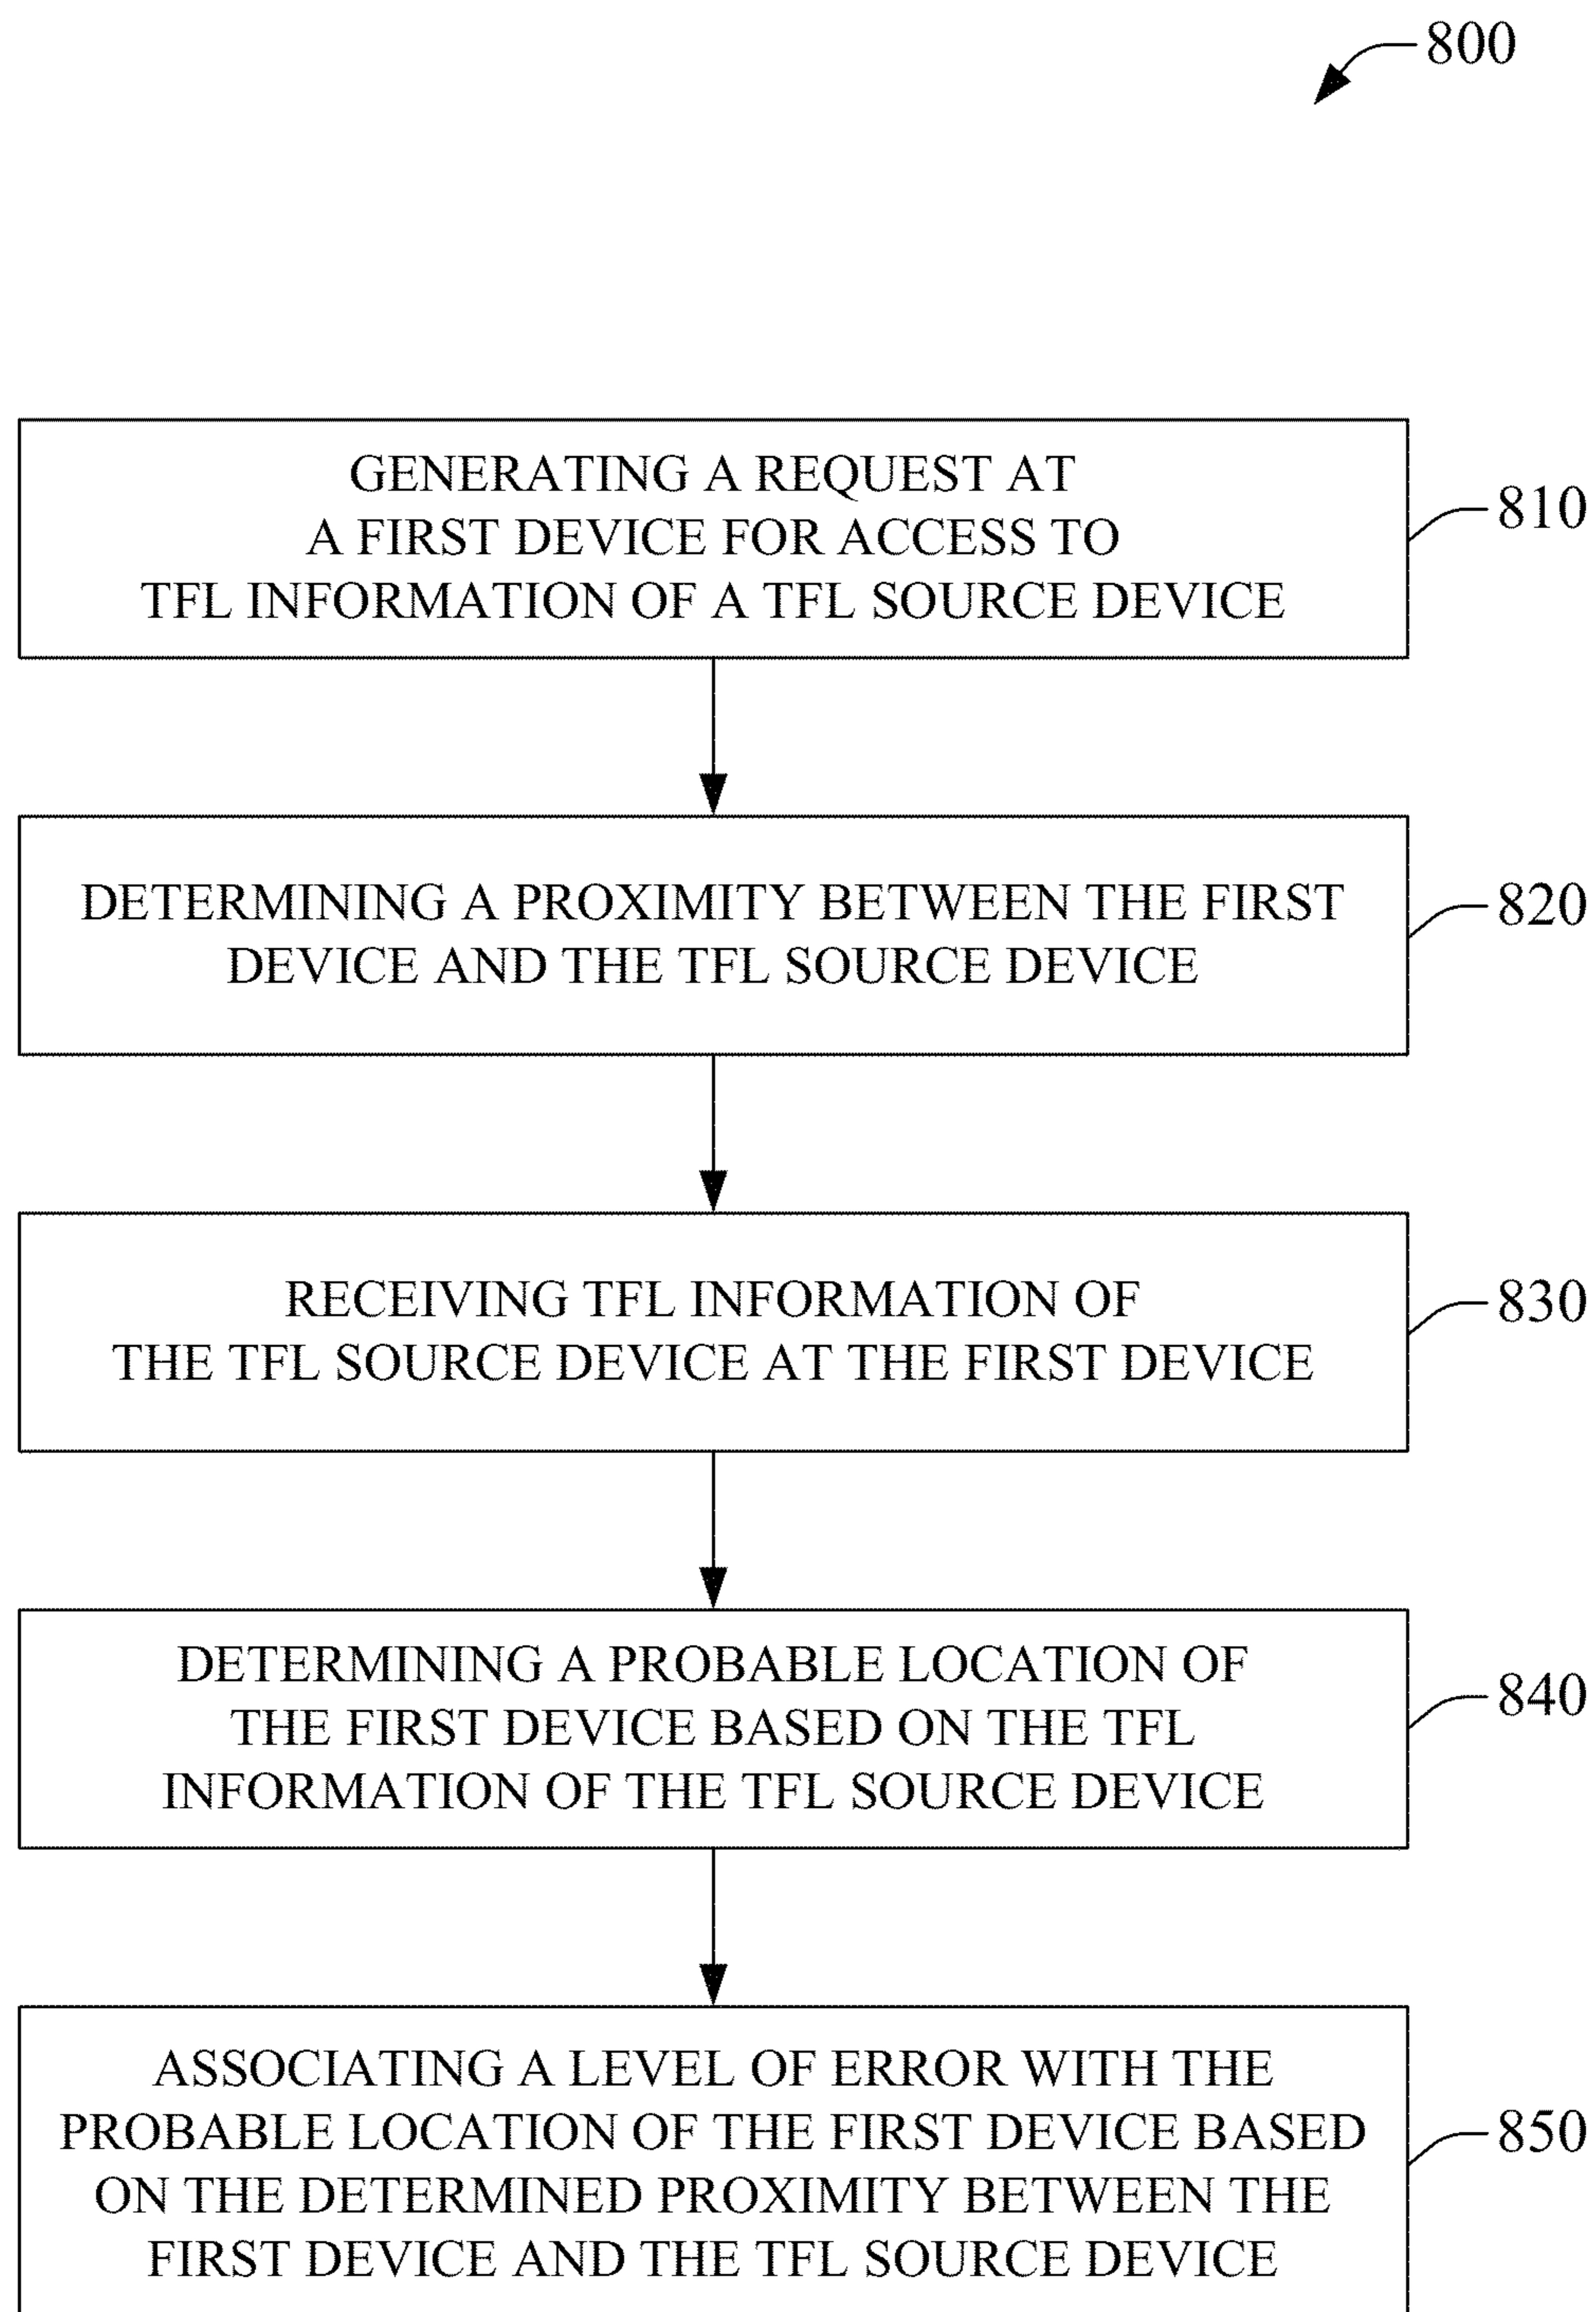 800
GENERATING A REQUEST AT
A FIRST DEVICE FOR ACCESS TO
TFL INFORMATION OF A TFL SOURCE DEVICE
810
DETERMINING A PROXIMITY BETWEEN THE FIRST
DEVICE AND THE TFL SOURCE DEVICE
820
RECEIVING TFL INFORMATION OF
THE TFL SOURCE DEVICE AT THE FIRST DEVICE
830
DETERMINING A PROBABLE LOCATION OF
THE FIRST DEVICE BASED ON THE TFL
INFORMATION OF THE TFL SOURCE DEVICE
840
ASSOCIATING A LEVEL OF ERROR WITH THE
PROBABLE LOCATION OF THE FIRST DEVICE BASED
ON THE DETERMINED PROXIMITY BETWEEN THE
FIRST DEVICE AND THE TFL SOURCE DEVICE
850